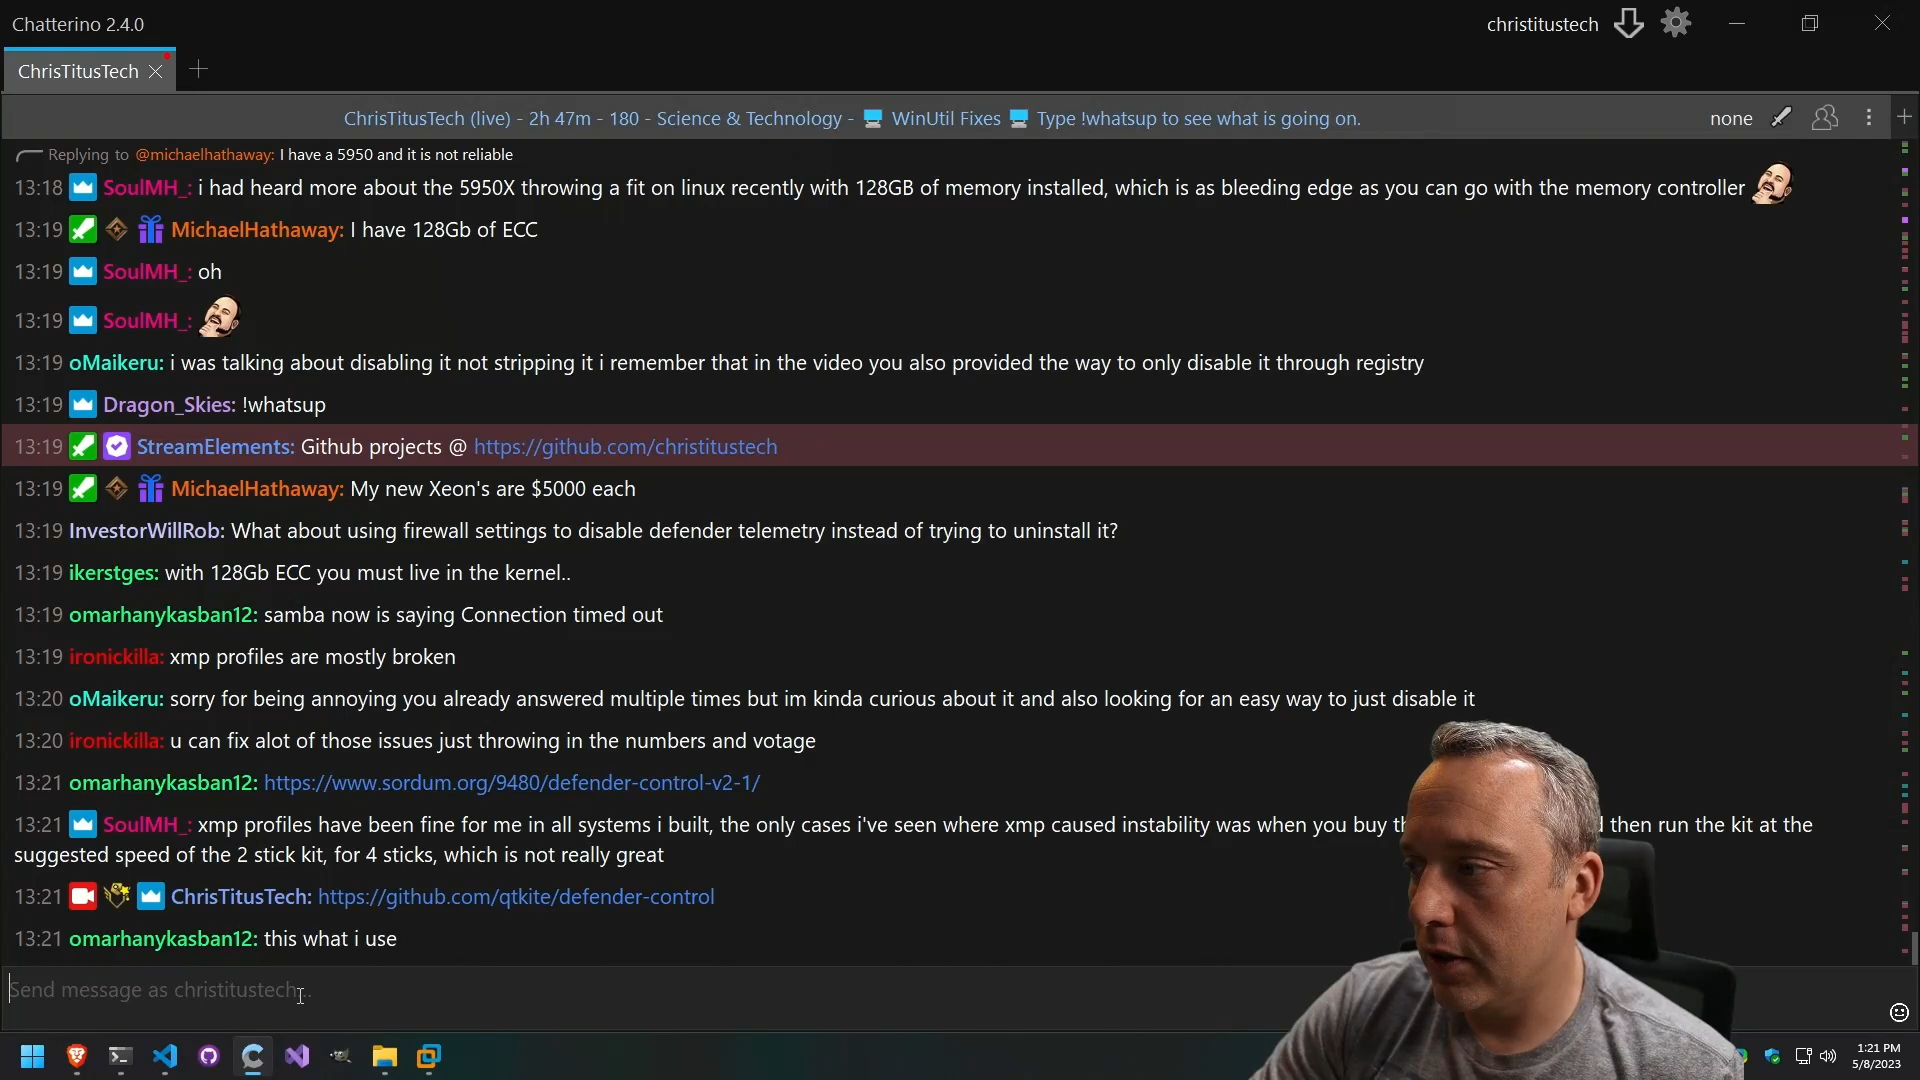 Chatterino 2.4.0
christitustech
ChrisTitusTech
ChrisTitusTech (live) - 2h 47m - 180 - Science & Technology - WinUtil Fixes Type !whatsup to see what is going on.
none
Replying to @michaelhathaway: I have a 5950 and it is not reliable
13:18 SoulMH_: i had heard more about the 5950X throwing a fit on linux recently with 128GB of memory installed, which is as bleeding edge as you can go with the memory controller
13:19 MichaelHathaway: I have 128Gb of ECC
13:19 SoulMH_: oh
13:19 SoulMH_:
13:19 oMaikeru: i was talking about disabling it not stripping it i remember that in the video you also provided the way to only disable it through registry
13:19 Dragon_Skies: !whatsup
13:19 StreamElements: Github projects @ https://github.com/christitustech
13:19 MichaelHathaway: My new Xeon's are $5000 each
13:19 InvestorWillRob: What about using firewall settings to disable defender telemetry instead of trying to uninstall it?
13:19 ikerstges: with 128Gb ECC you must live in the kernel..
13:19 omarhanykasban12: samba now is saying Connection timed out
13:19 ironickilla: xmp profiles are mostly broken
13:20 oMaikeru: sorry for being annoying you already answered multiple times but im kinda curious about it and also looking for an easy way to just disable it
13:20 ironickilla: u can fix alot of those issues just throwing in the numbers and votage
13:21 omarhanykasban12: https://www.sordum.org/9480/defender-control-v2-1/
13:21 SoulMH_: xmp profiles have been fine for me in all systems i built, the only cases i've seen where xmp caused instability was when you buy then run the kit at the
suggested speed of the 2 stick kit, for 4 sticks, which is not really great
13:21 ChrisTitusTech: https://github.com/qtkite/defender-control
13:21 omarhanykasban12: this what i use
Send message as christitustech...
1:21 PM
5/8/2023